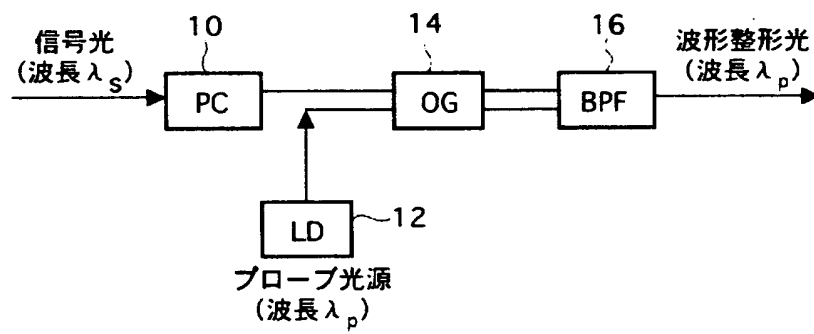 信号光
(波長λs)
10
PC
14
OG
16
BPF
波形整形光
(波長λp)
LD
12
プローブ光源
(波長λp)